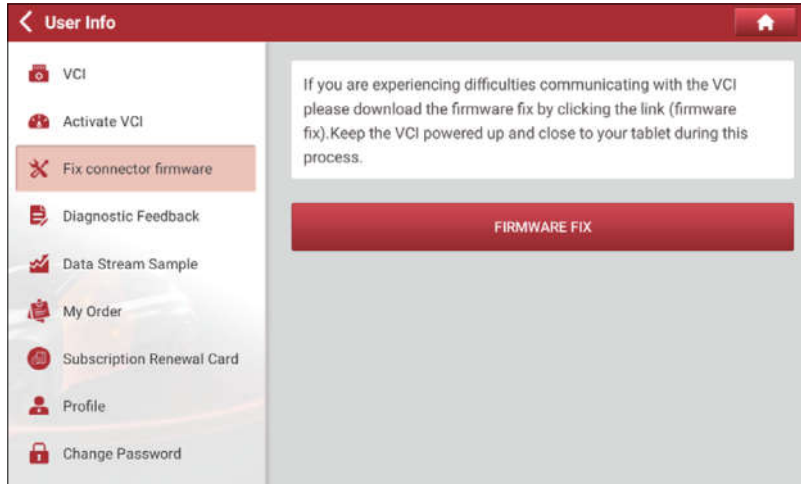 User Info
VCI
Activate VCI
Fix connector firmware
Diagnostic Feedback
Data Stream Sample
My Order
Subscription Renewal Card
Profile
Change Password
If you are experiencing difficulties communicating with the VCI
please download the firmware fix by clicking the link (firmware
fix).Keep the VCI powered up and close to your tablet during this
process.
FIRMWARE FIX